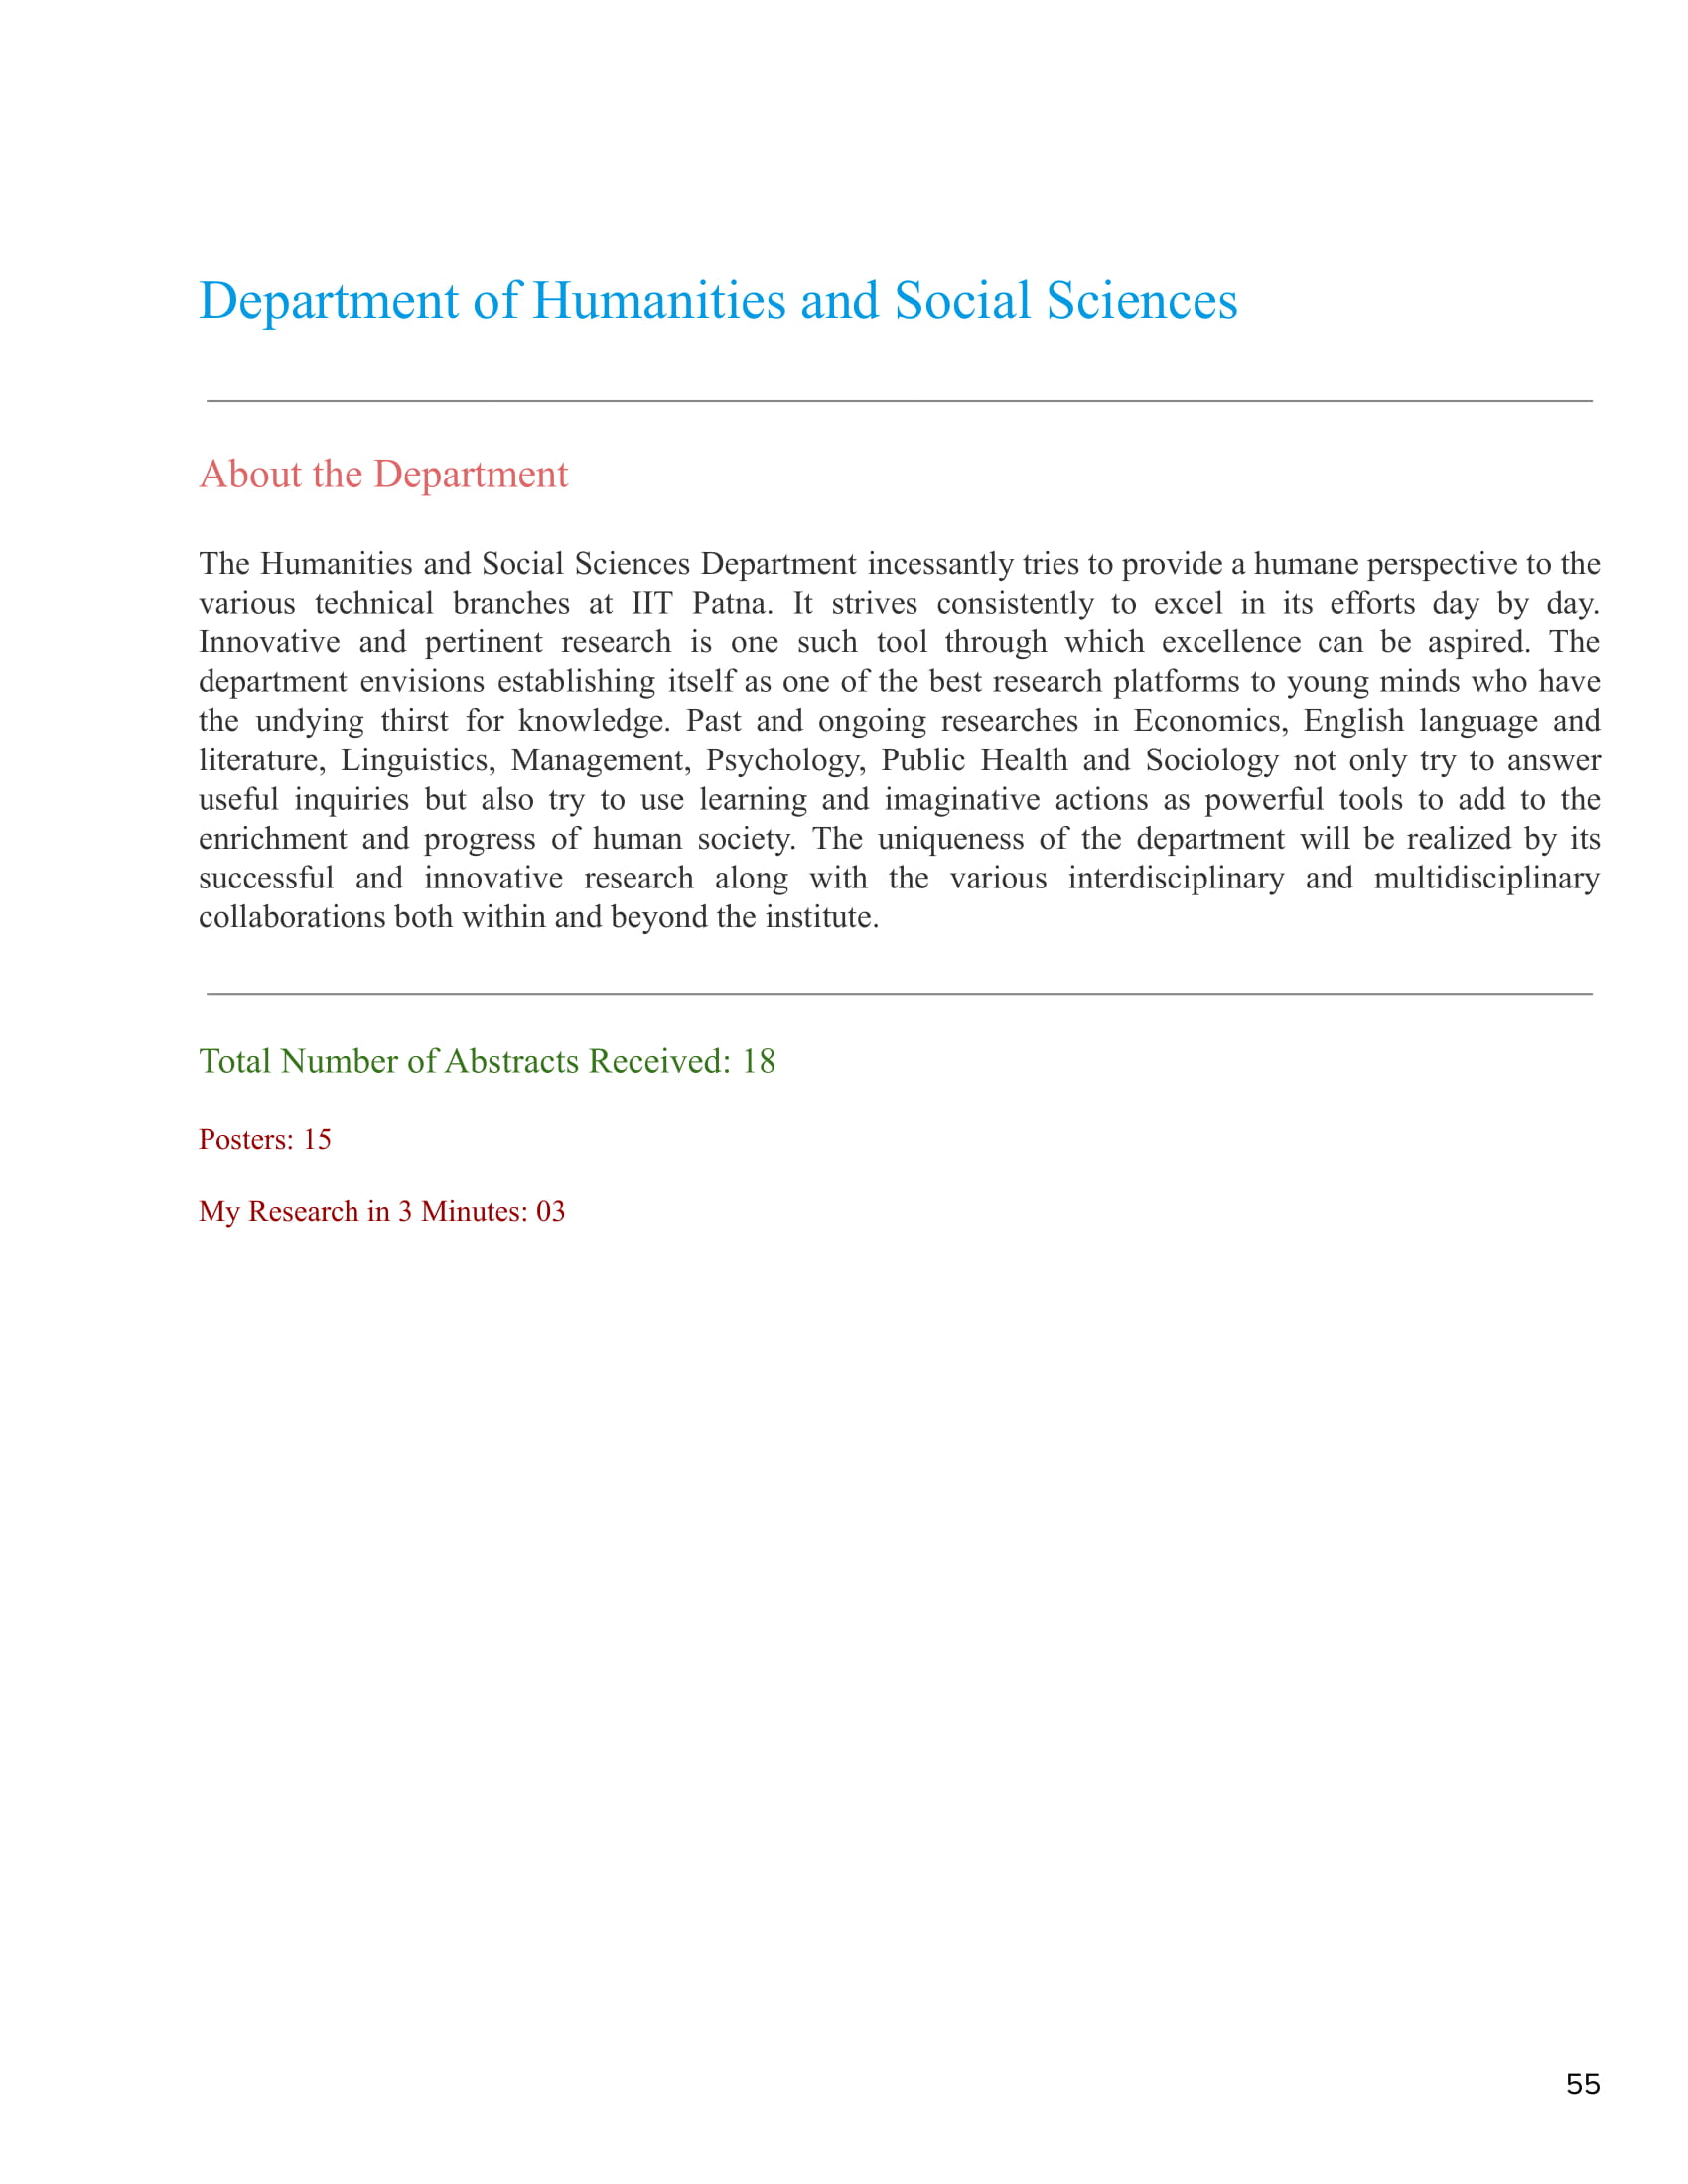 Department of Humanities and Social Sciences
About the Department
The Humanities and Social Sciences Department incessantly tries to provide a humane perspective to the
various technical branches at IIT Patna. It strives consistently to excel in its efforts day by day.
Innovative and pertinent research is one such tool through which excellence can be aspired. The
department envisions establishing itself as one of the best research platforms to young minds who have
the undying thirst for knowledge. Past and ongoing researches in Economics, English language and
literature, Linguistics, Management, Psychology, Public Health and Sociology not only try to answer
useful inquiries but also try to use learning and imaginative actions as powerful tools to add to the
enrichment and progress of human society. The uniqueness of the department will be realized by its
successful and innovative research along with the various interdisciplinary and multidisciplinary
collaborations both within and beyond the institute.
Total Number of Abstracts Received: 18
Posters: 15
My Research in 3 Minutes: 03
55